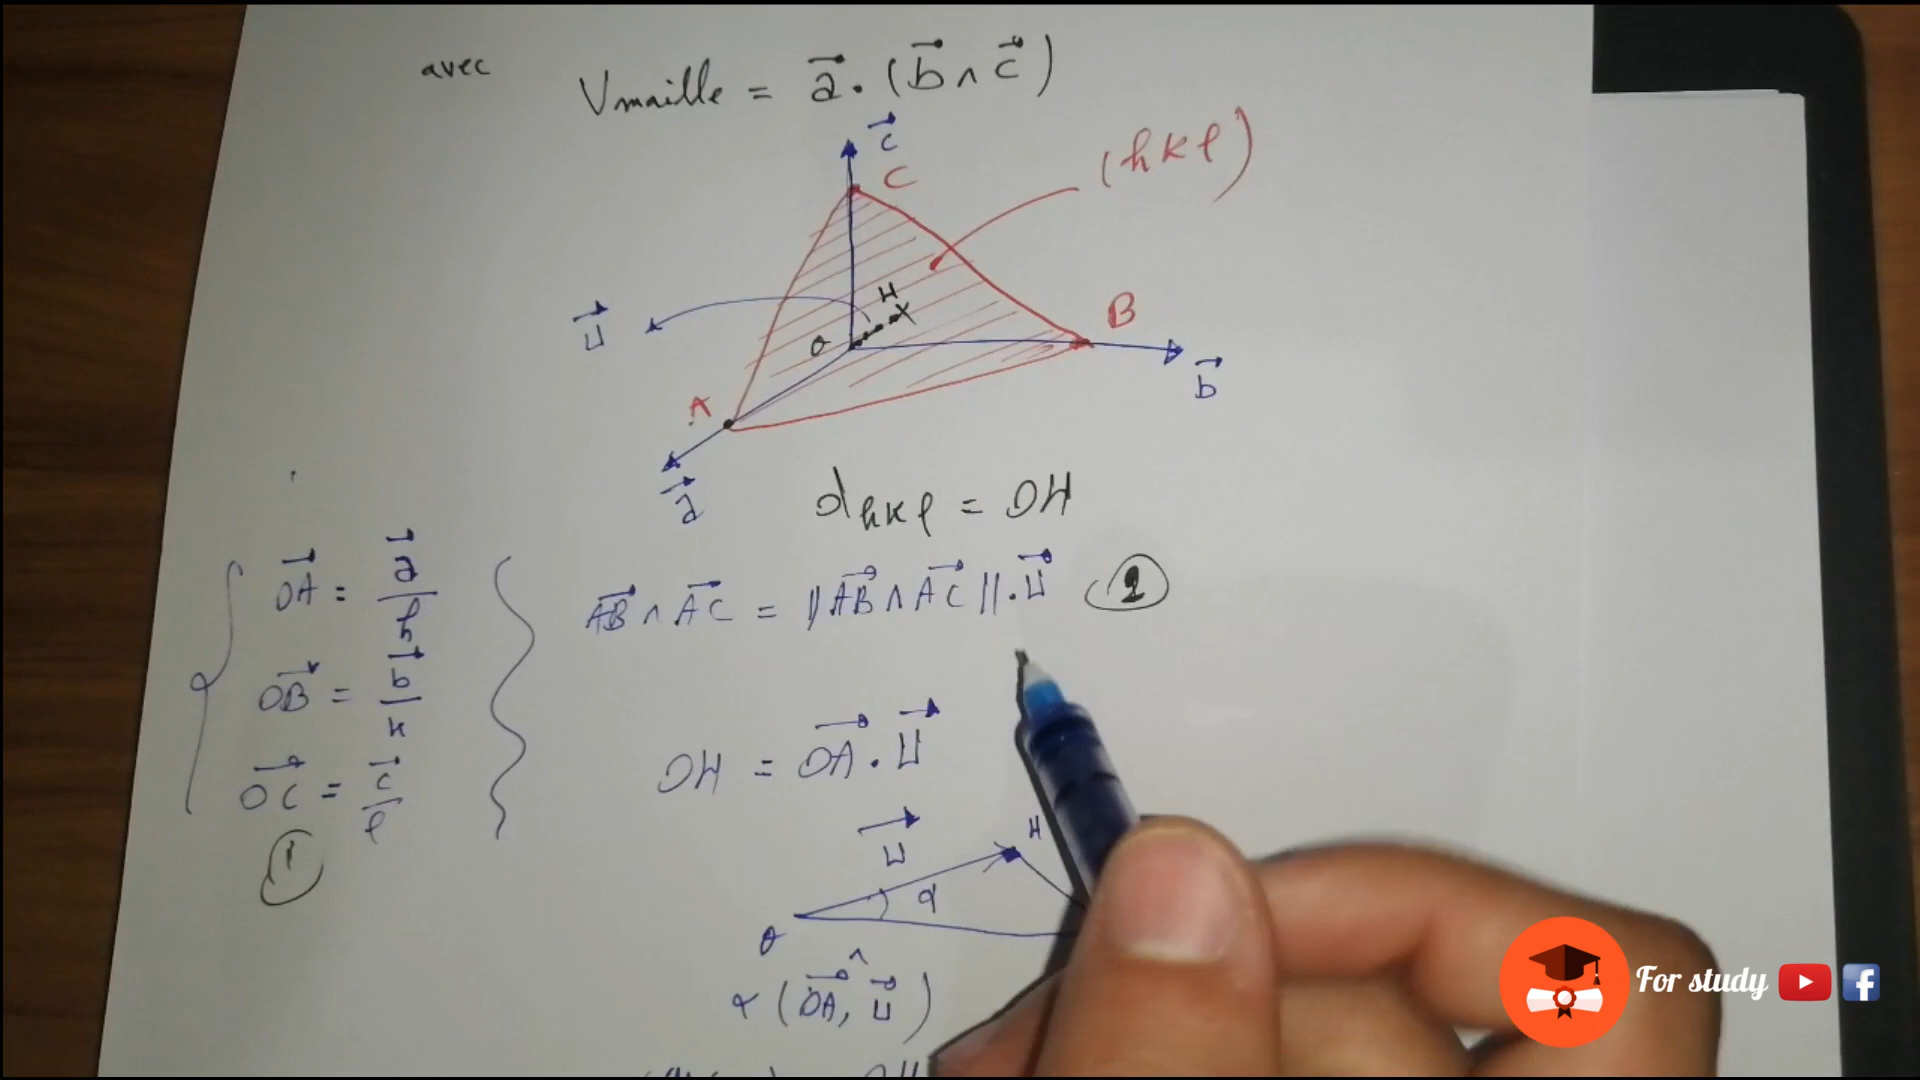 avec
Vmaille = a⃗ . (b⃗ ∧ c⃗)
c⃗
C
(hkl)
H
u⃗
O
B
b⃗
A
a⃗
dhkl = OH
OA⃗ = a⃗/h
OB⃗ = b⃗/k
OC⃗ = c⃗/l
1
AB⃗ ∧ AC⃗ = ||AB⃗ ∧ AC⃗|| . u⃗ 2
OH = OA⃗ . u⃗
u⃗
H
α
O
α (OA⃗, u⃗)
For study